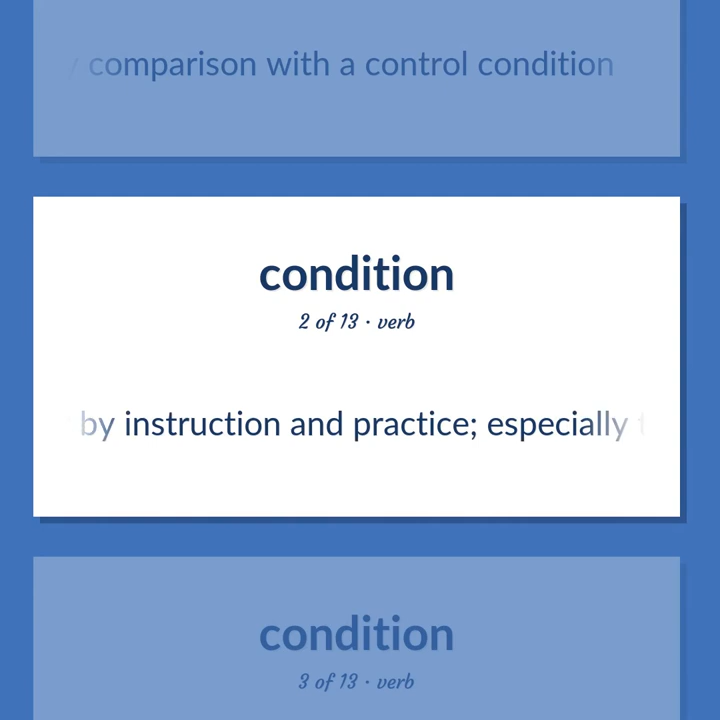 comparison with a control condition
condition
2 of 13 · verb
by instruction and practice; especially
condition
3 of 13 · verb